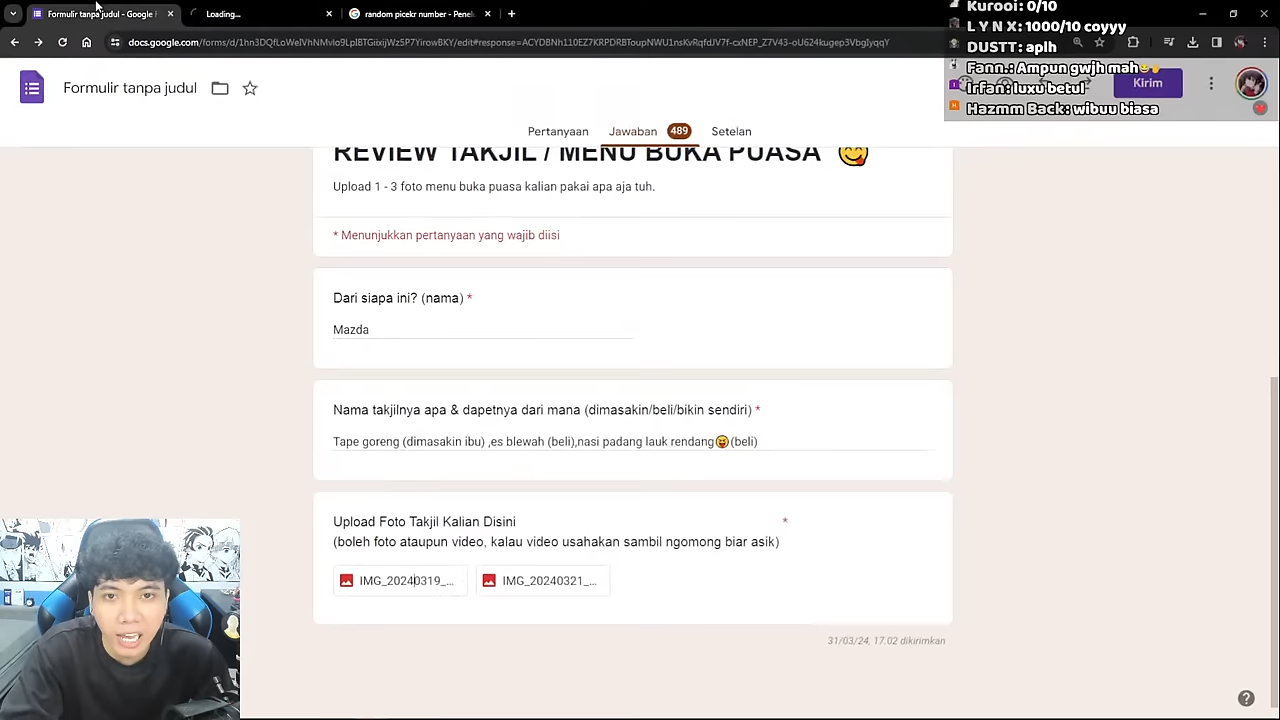 Formulir tanpa judul - Google F
Loading...
random picekr number - Penel
docs.google.com/forms/d/1hn3DQfLoWeIVhNMvlo9LpI8TGiixijWz5P7YirowBKY/edit#response=ACYDBNh110EZ7KRPDRBToupNWU1nsKvRqfdJV7f-cxNEP_Z7V43-oU624kugep3VbgIyqqY
Kurooi: 0/10
L Y N X: 1000/10 coyyy
DUSTT: aplh
Fann.: Ampun gwjh mah😂👌
Irfan: luxu betul
Hazmm Back: wibuu biasa
Formulir tanpa judul
Kirim
Pertanyaan
Jawaban 489
Setelan
REVIEW TAKJIL / MENU BUKA PUASA 😋
Upload 1 - 3 foto menu buka puasa kalian pakai apa aja tuh.
* Menunjukkan pertanyaan yang wajib diisi
Dari siapa ini? (nama) *
Mazda
Nama takjilnya apa & dapetnya dari mana (dimasakin/beli/bikin sendiri) *
Tape goreng (dimasakin ibu) ,es blewah (beli),nasi padang lauk rendang😝(beli)
Upload Foto Takjil Kalian Disini *
(boleh foto ataupun video, kalau video usahakan sambil ngomong biar asik)
IMG_20240319_...
IMG_20240321_...
31/03/24, 17.02 dikirimkan